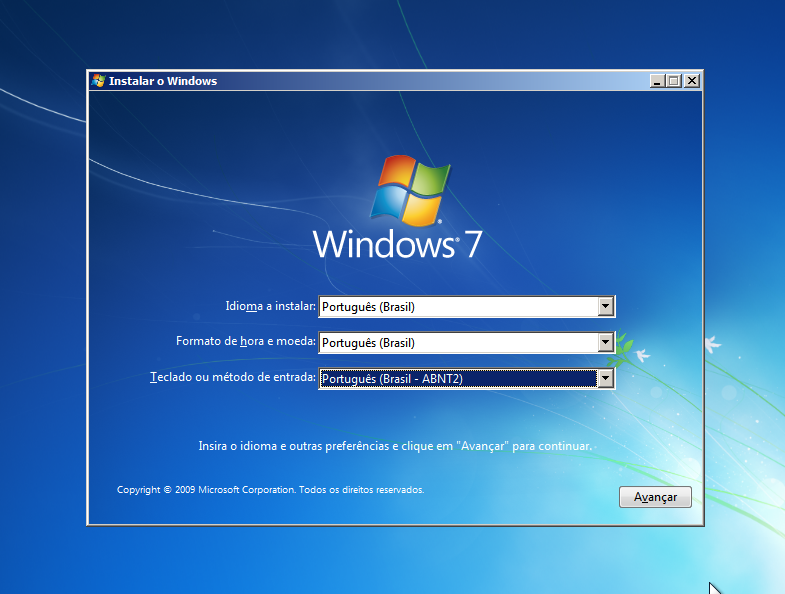 Instalar o Windows
Windows® 7
Idioma a instalar: Português (Brasil)
Formato de hora e moeda: Português (Brasil)
Teclado ou método de entrada: Português (Brasil - ABNT2)
Insira o idioma e outras preferências e clique em "Avançar" para continuar.
Copyright © 2009 Microsoft Corporation. Todos os direitos reservados.
Avançar